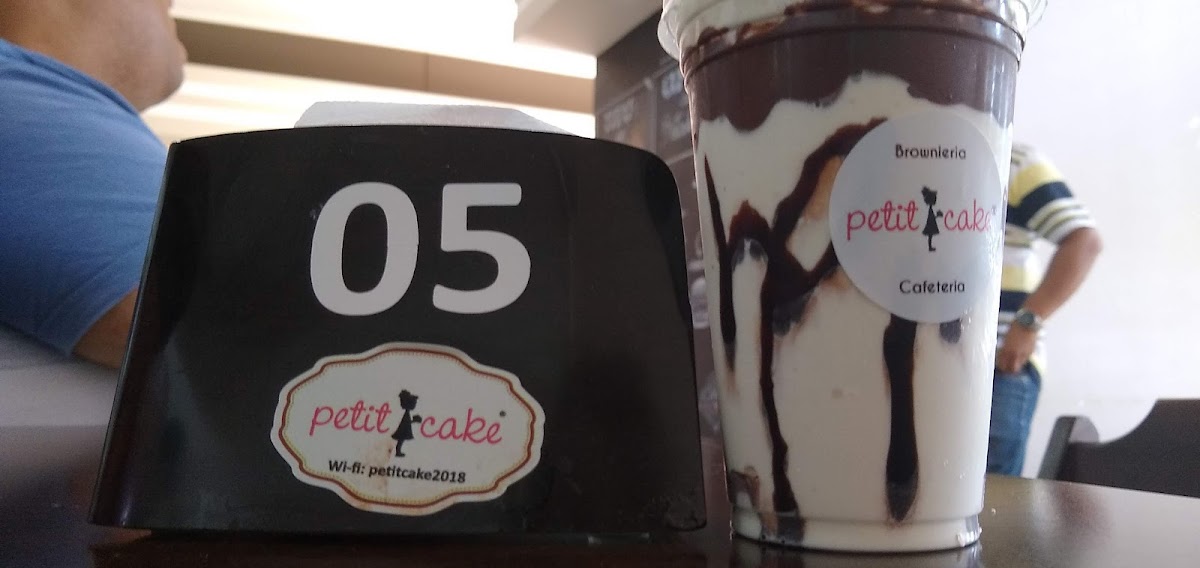 05
petit cake®
Wi-fi: petitcake2018
Brownieria
petit cake
Cafeteria